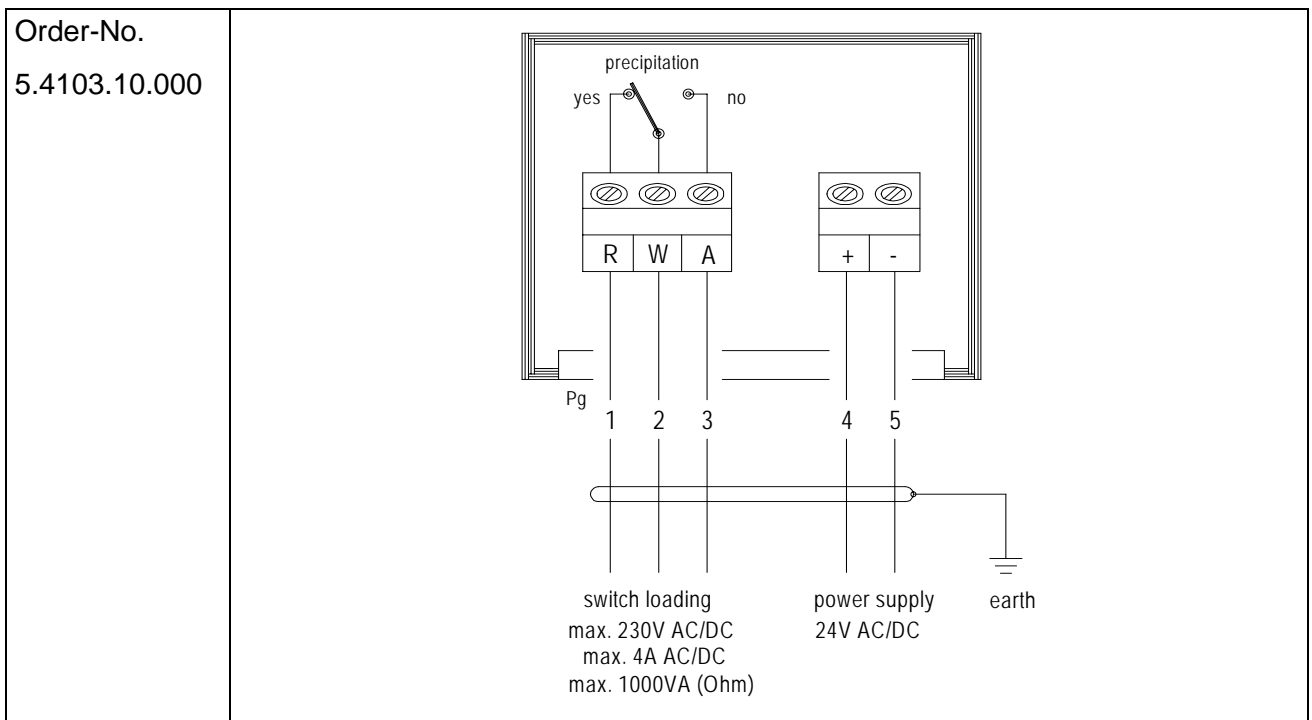 Order-No.
5.4103.10.000
precipitation
yes no
R W A + -
Pg
1 2 3 4 5
switch loading
max. 230V AC/DC
max. 4A AC/DC
max. 1000VA (Ohm)
power supply
24V AC/DC
earth